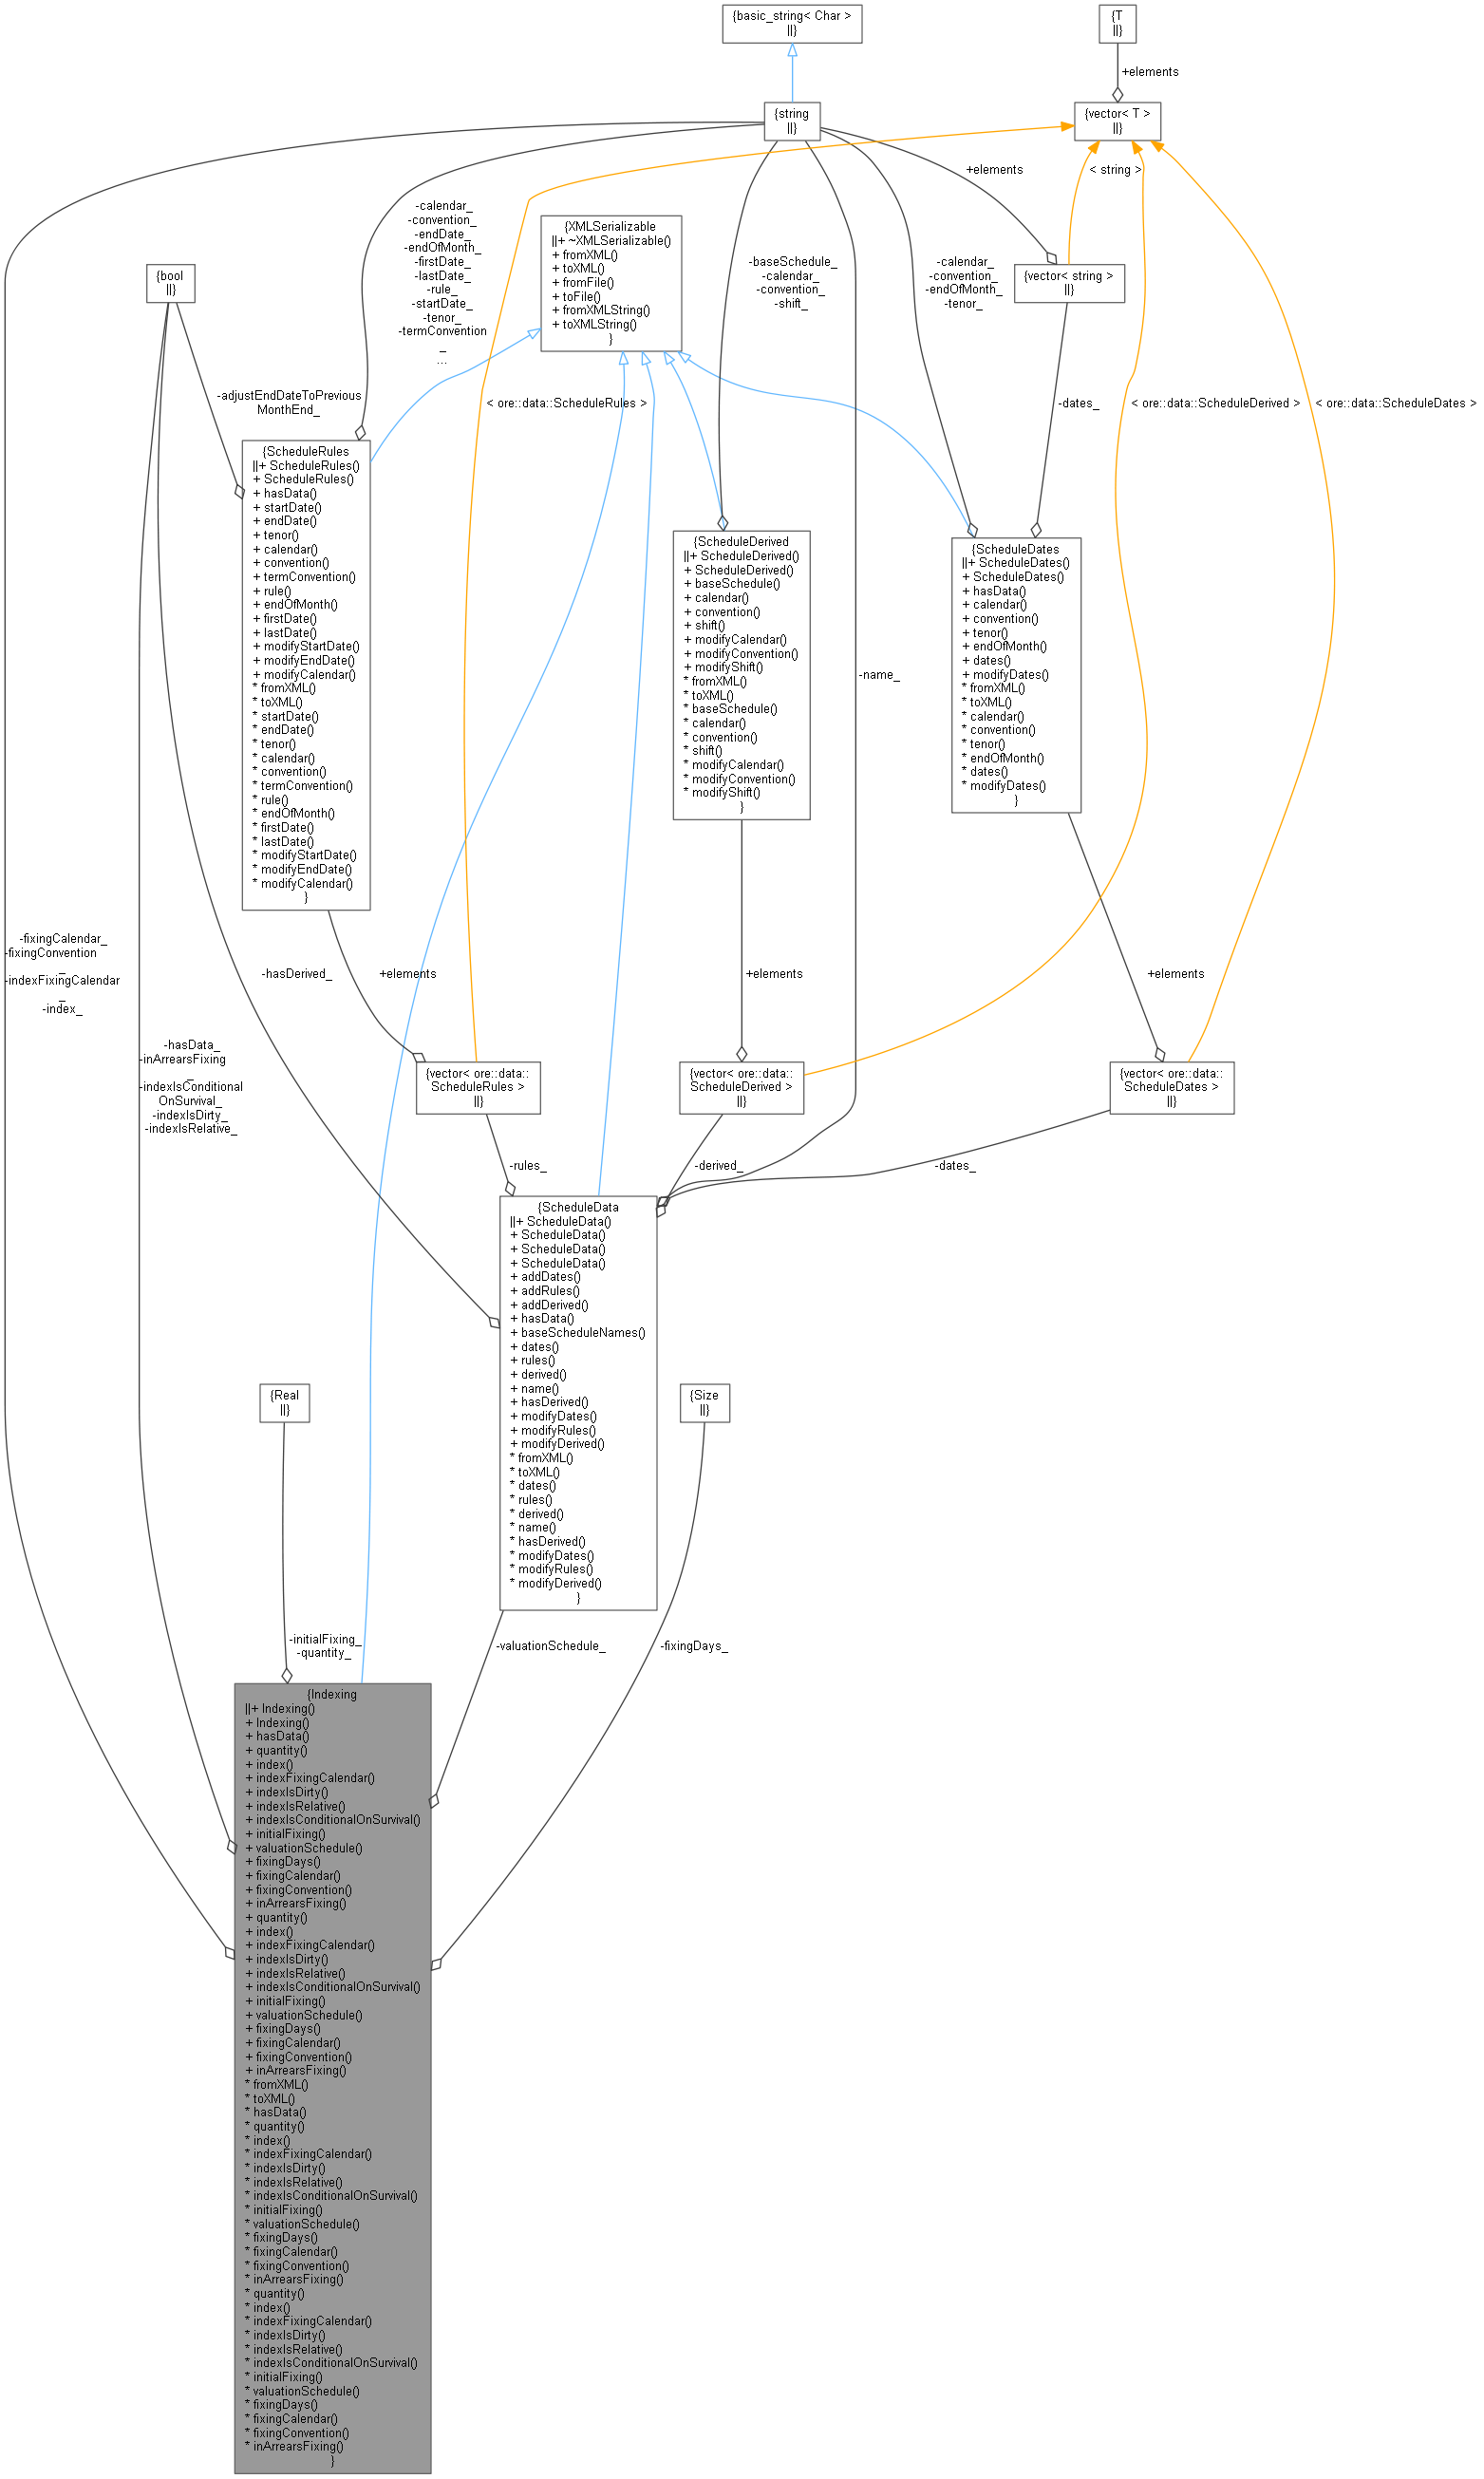 {basic_string< Char >
||}
{T
||}
+elements
{string
||}
{vector< T >
||}
+elements
< string >
-calendar_
-convention_
-endDate_
-endOfMonth_
-firstDate_
-lastDate_
-rule_
-startDate_
-tenor_
-termConvention
_
...
{XMLSerializable
||+ ~XMLSerializable()
+ fromXML()
+ toXML()
+ fromFile()
+ toFile()
+ fromXMLString()
+ toXMLString()
}
-baseSchedule_
-calendar_
-convention_
-shift_
-calendar_
-convention_
-endOfMonth_
-tenor_
{vector< string >
||}
{bool
||}
-adjustEndDateToPrevious
MonthEnd_
< ore::data::ScheduleRules >
-dates_
< ore::data::ScheduleDerived >
< ore::data::ScheduleDates >
{ScheduleRules
||+ ScheduleRules()
+ ScheduleRules()
+ hasData()
+ startDate()
+ endDate()
+ tenor()
+ calendar()
+ convention()
+ termConvention()
+ rule()
+ endOfMonth()
+ firstDate()
+ lastDate()
+ modifyStartDate()
+ modifyEndDate()
+ modifyCalendar()
* fromXML()
* toXML()
* startDate()
* endDate()
* tenor()
* calendar()
* convention()
* termConvention()
* rule()
* endOfMonth()
* firstDate()
* lastDate()
* modifyStartDate()
* modifyEndDate()
* modifyCalendar()
}
{ScheduleDerived
||+ ScheduleDerived()
+ ScheduleDerived()
+ baseSchedule()
+ calendar()
+ convention()
+ shift()
+ modifyCalendar()
+ modifyConvention()
+ modifyShift()
* fromXML()
* toXML()
* baseSchedule()
* calendar()
* convention()
* shift()
* modifyCalendar()
* modifyConvention()
* modifyShift()
}
-name_
{ScheduleDates
||+ ScheduleDates()
+ ScheduleDates()
+ hasData()
+ calendar()
+ convention()
+ tenor()
+ endOfMonth()
+ dates()
+ modifyDates()
* fromXML()
* toXML()
* calendar()
* convention()
* tenor()
* endOfMonth()
* dates()
* modifyDates()
}
-fixingCalendar_
-fixingConvention
_
-indexFixingCalendar
_
-index_
-hasDerived_
+elements
+elements
+elements
-hasData_
-inArrearsFixing
_
-indexIsConditional
OnSurvival_
-indexIsDirty_
-indexIsRelative_
{vector< ore::data::
ScheduleRules >
||}
{vector< ore::data::
ScheduleDerived >
||}
{vector< ore::data::
ScheduleDates >
||}
-rules_
-derived_
-dates_
{ScheduleData
||+ ScheduleData()
+ ScheduleData()
+ ScheduleData()
+ ScheduleData()
+ addDates()
+ addRules()
+ addDerived()
+ hasData()
+ baseScheduleNames()
+ dates()
+ rules()
+ derived()
+ name()
+ hasDerived()
+ modifyDates()
+ modifyRules()
+ modifyDerived()
* fromXML()
* toXML()
* dates()
* rules()
* derived()
* name()
* hasDerived()
* modifyDates()
* modifyRules()
* modifyDerived()
}
{Real
||}
{Size
||}
-initialFixing_
-quantity_
-valuationSchedule_
-fixingDays_
{Indexing
||+ Indexing()
+ Indexing()
+ hasData()
+ quantity()
+ index()
+ indexFixingCalendar()
+ indexIsDirty()
+ indexIsRelative()
+ indexIsConditionalOnSurvival()
+ initialFixing()
+ valuationSchedule()
+ fixingDays()
+ fixingCalendar()
+ fixingConvention()
+ inArrearsFixing()
+ quantity()
+ index()
+ indexFixingCalendar()
+ indexIsDirty()
+ indexIsRelative()
+ indexIsConditionalOnSurvival()
+ initialFixing()
+ valuationSchedule()
+ fixingDays()
+ fixingCalendar()
+ fixingConvention()
+ inArrearsFixing()
* fromXML()
* toXML()
* hasData()
* quantity()
* index()
* indexFixingCalendar()
* indexIsDirty()
* indexIsRelative()
* indexIsConditionalOnSurvival()
* initialFixing()
* valuationSchedule()
* fixingDays()
* fixingCalendar()
* fixingConvention()
* inArrearsFixing()
* quantity()
* index()
* indexFixingCalendar()
* indexIsDirty()
* indexIsRelative()
* indexIsConditionalOnSurvival()
* initialFixing()
* valuationSchedule()
* fixingDays()
* fixingCalendar()
* fixingConvention()
* inArrearsFixing()
}